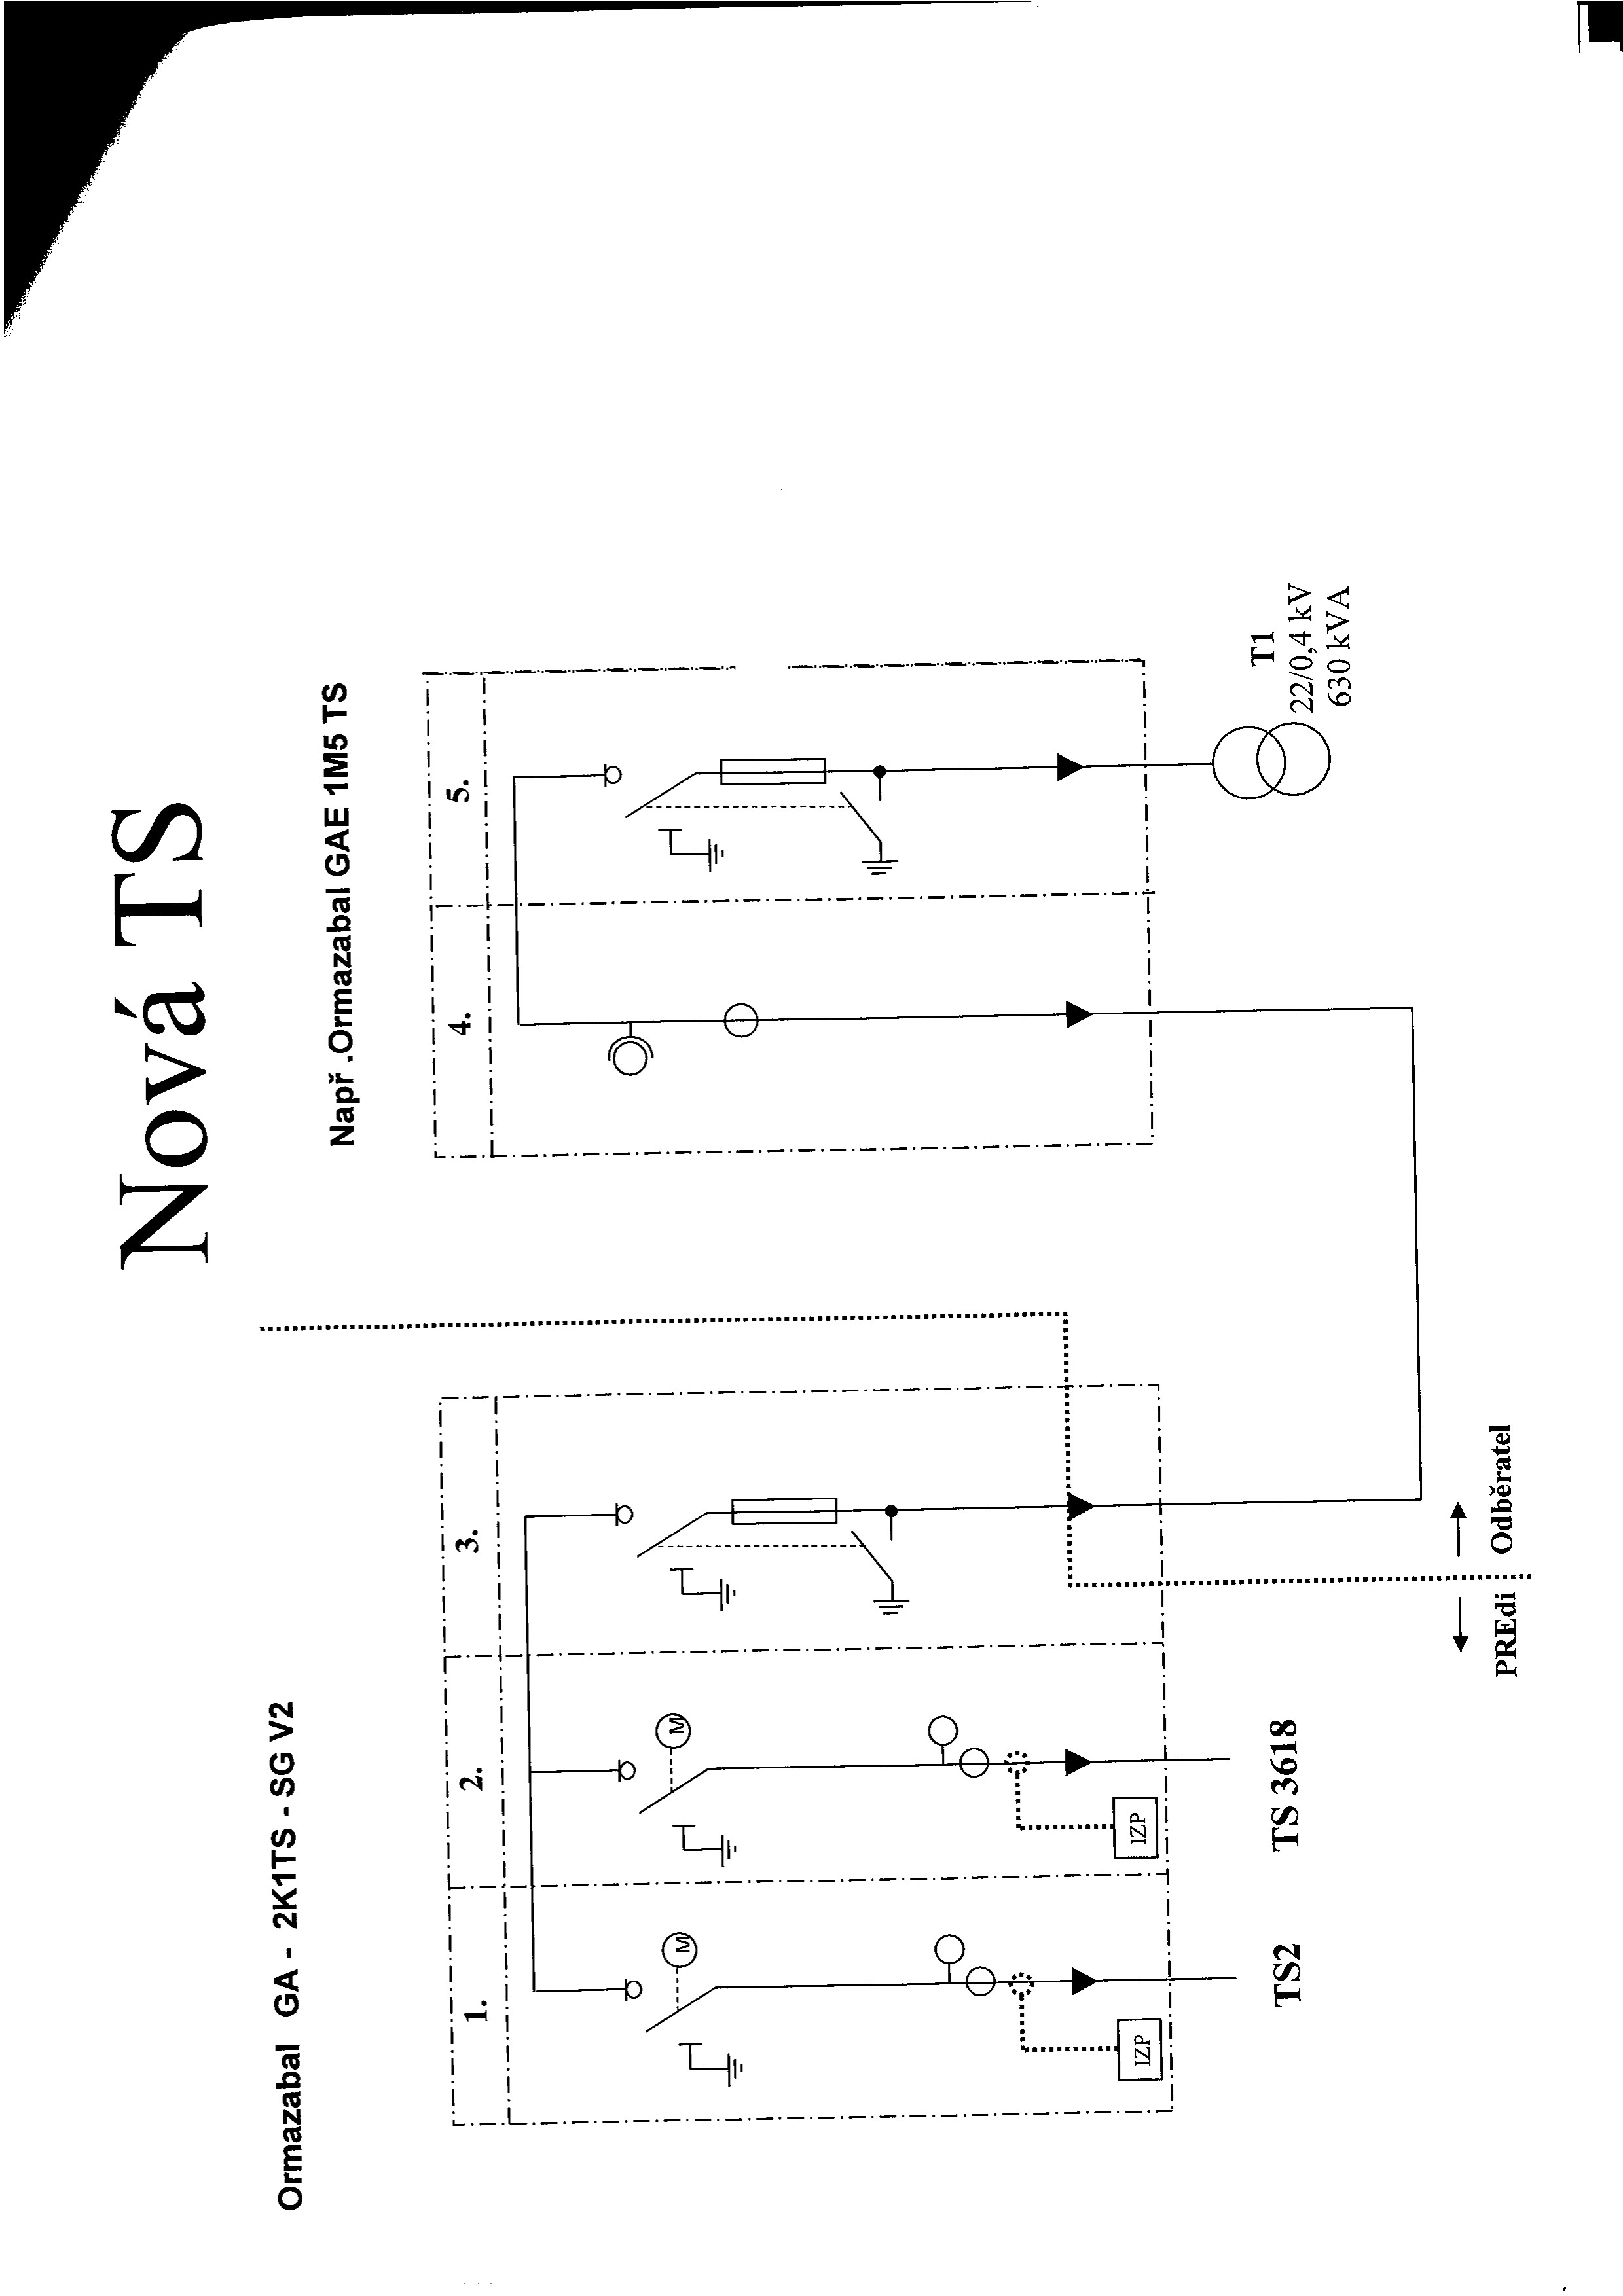 Nová TS
Ormazabal GA - 2K1TS - SG V2
Např .Ormazabal GAE 1M5 TS
1.
2.
3.
4.
5.
M
M
IZP
IZP
T1
22/0,4 kV
630 kVA
TS2
TS 3618
PREdi
Odběratel